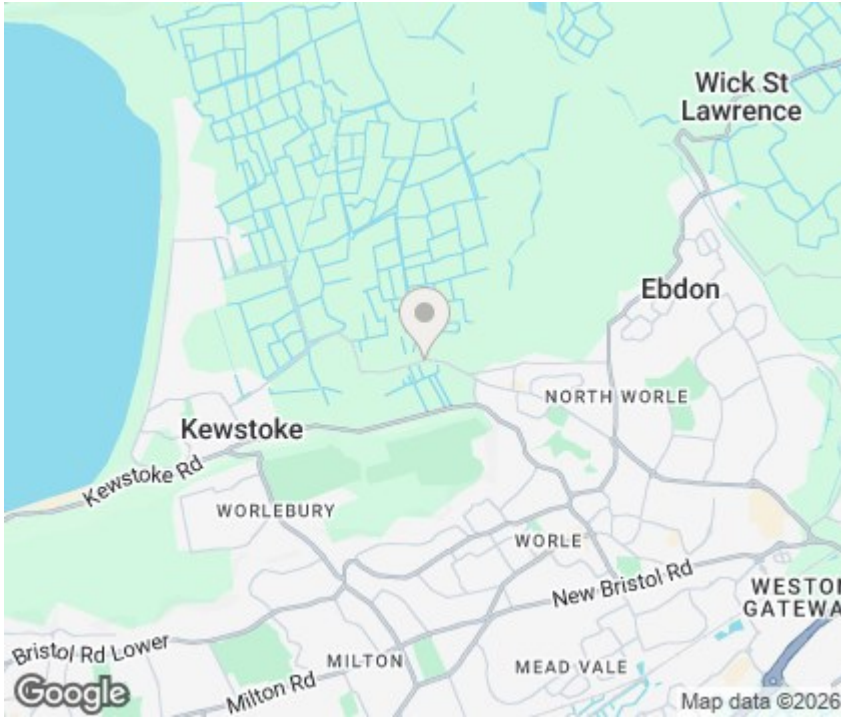 Wick St
Lawrence
Ebdon
NORTH WORLE
Kewstoke
Kewstoke Rd
WORLEBURY
WORLE
New Bristol Rd
WESTON
GATEWA
Bristol Rd Lower
MILTON
MEAD VALE
Milton Rd
Google
Map data ©2026